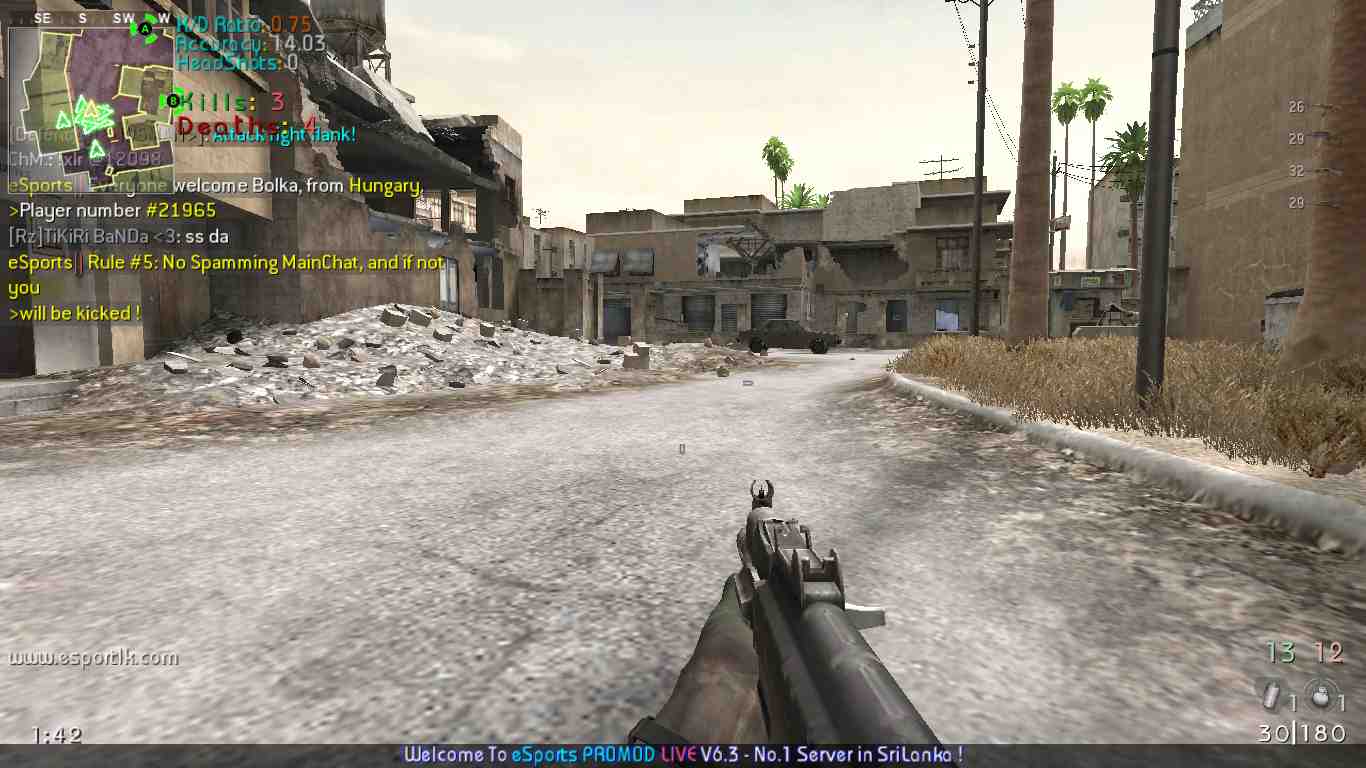 SE S SW W
A
K/D Ratio: 0.75
Accuracy: 14.03
HeadShots: 0
B
Kills: 3
Deaths: 4
Attack right flank!
12098
eSports | Everyone welcome Bolka, from Hungary,
>Player number #21965
[Rz]TiKiRi BaNDa <3: ss da
eSports | Rule #5: No Spamming MainChat, and if not
you
>will be kicked !
26
29
32
29
www.esportlk.com
13 12
1 1
1:42
30|180
Welcome To eSports PROMOD LIVE V6.3 - No.1 Server in SriLanka !